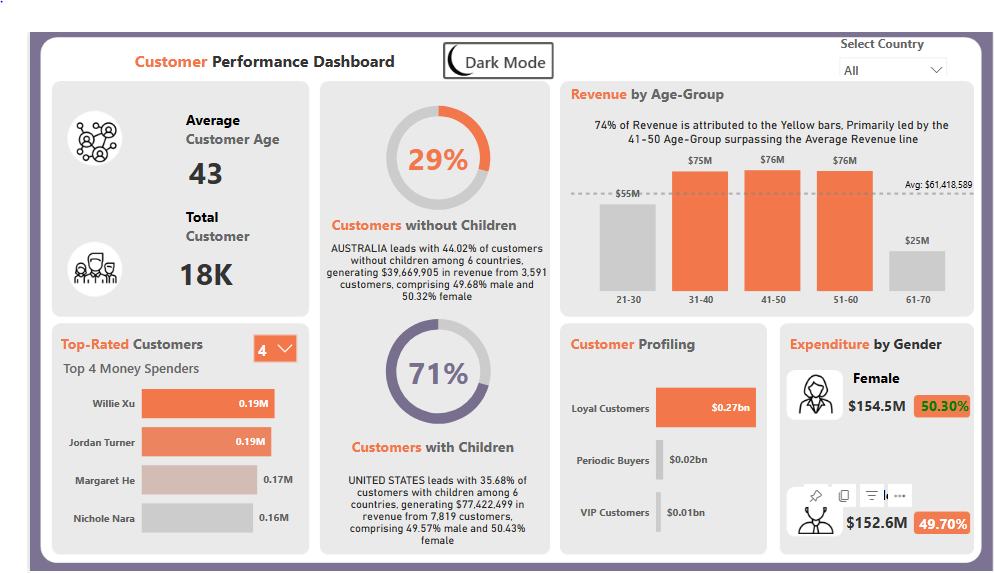 Customer Performance Dashboard
Dark Mode
Select Country
All
Average
Customer Age
43
Total
Customer
18K
29%
Customers without Children
AUSTRALIA leads with 44.02% of customers
without children among 6 countries,
generating $39,669,905 in revenue from 3,591
customers, comprising 49.68% male and
50.32% female
71%
Customers with Children
UNITED STATES leads with 35.68% of
customers with children among 6
countries, generating $77,422,499 in
revenue from 7,819 customers,
comprising 49.57% male and 50.43%
female
Revenue by Age-Group
74% of Revenue is attributed to the Yellow bars, Primarily led by the
41-50 Age-Group surpassing the Average Revenue line
$55M
$75M
$76M
$76M
$25M
Avg: $61,418,589
21-30
31-40
41-50
51-60
61-70
Top-Rated Customers
4
Top 4 Money Spenders
Willie Xu
0.19M
Jordan Turner
0.19M
Margaret He
0.17M
Nichole Nara
0.16M
Customer Profiling
Loyal Customers
$0.27bn
Periodic Buyers
$0.02bn
VIP Customers
$0.01bn
Expenditure by Gender
Female
$154.5M
50.30%
$152.6M
49.70%